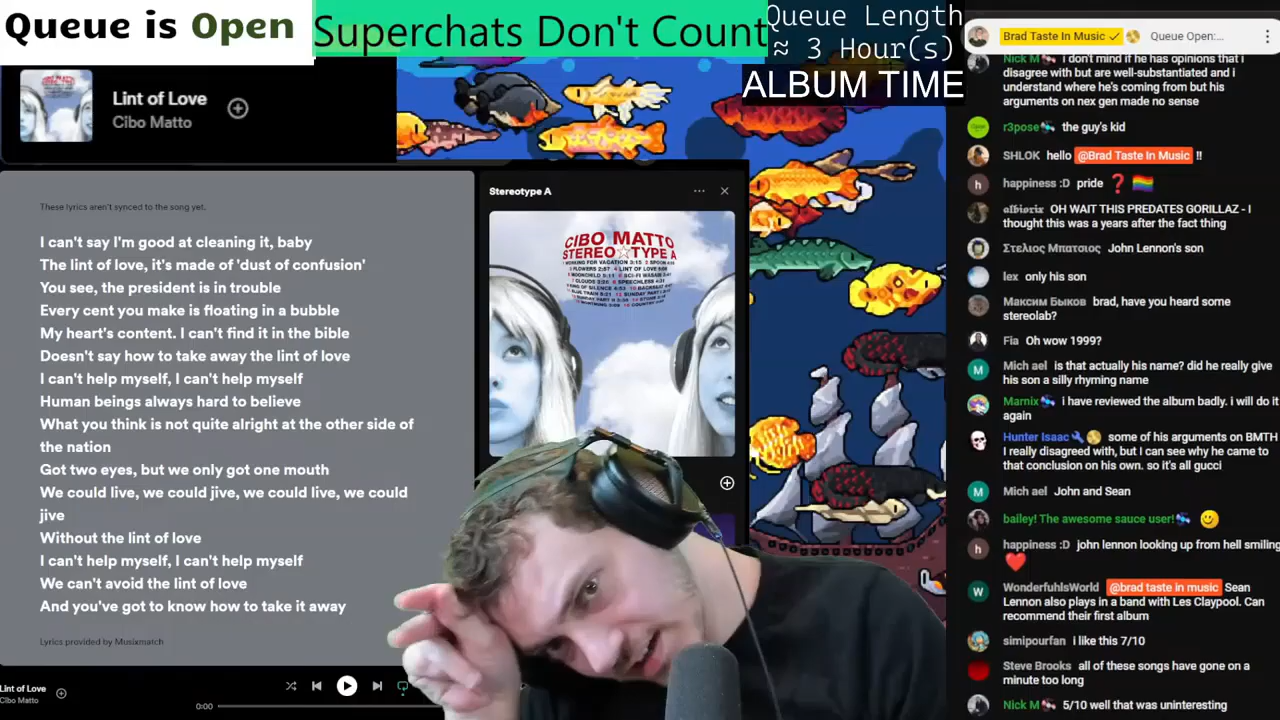 Queue is Open
Superchats Don't Count
Queue Length
≈ 3 Hour(s)
ALBUM TIME
Lint of Love
Cibo Matto
These lyrics aren't synced to the song yet.
I can't say I'm good at cleaning it, baby
The lint of love, it's made of 'dust of confusion'
You see, the president is in trouble
Every cent you make is floating in a bubble
My heart's content. I can't find it in the bible
Doesn't say how to take away the lint of love
I can't help myself, I can't help myself
Human beings always hard to believe
What you think is not quite alright at the other side of
the nation
Got two eyes, but we only got one mouth
We could live, we could jive, we could live, we could
jive
Without the lint of love
I can't help myself, I can't help myself
We can't avoid the lint of love
And you've got to know how to take it away
Lyrics provided by Musixmatch
Lint of Love
Cibo Matto
0:00
Stereotype A
CIBO MATTO
STEREO☆TYPE A
Brad Taste In Music
Queue Open:...
Nick M i don't mind if he has opinions that i
disagree with but are well-substantiated and i
understand where he's coming from but his
arguments on nex gen made no sense
r3pose the guy's kid
SHLOK hello @Brad Taste In Music !!
happiness :D pride ❓ 🏳️‍🌈
albiorix OH WAIT THIS PREDATES GORILLAZ - I
thought this was a years after the fact thing
Στέλιος Μπατσιος John Lennon's son
lex only his son
Максим Быков brad, have you heard some
stereolab?
Fia Oh wow 1999?
Mich ael is that actually his name? did he really give
his son a silly rhyming name
Marnix i have reviewed the album badly. i will do it
again
Hunter Isaac some of his arguments on BMTH
I really disagreed with, but I can see why he came to
that conclusion on his own. so it's all gucci
Mich ael John and Sean
bailey! The awesome sauce user!
happiness :D john lennon looking up from hell smiling
WonderfulIsWorld @brad taste in music Sean
Lennon also plays in a band with Les Claypool. Can
recommend their first album
simipourfan i like this 7/10
Steve Brooks all of these songs have gone on a
minute too long
Nick M 5/10 well that was uninteresting